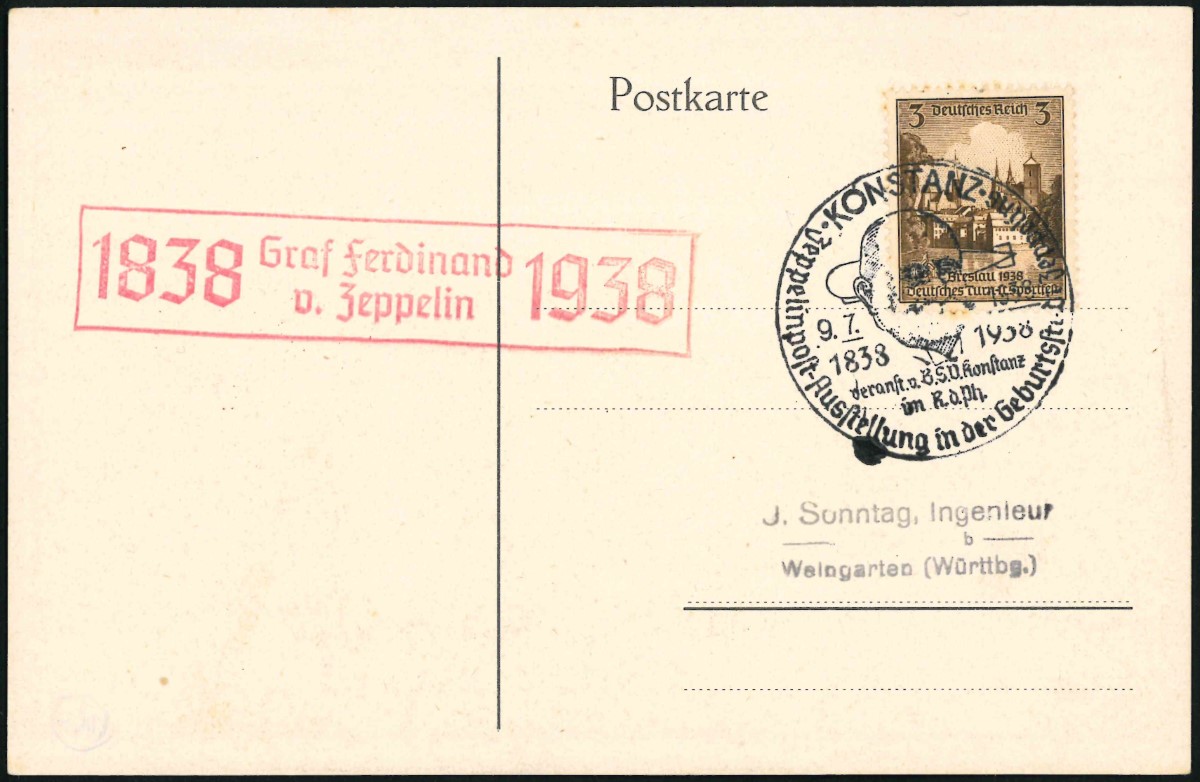 Postkarte
3 Deutsches Reich 3
Breslau 1938
Deutsches Turn-u. Sportfest
KONSTANZ
Zeppelinpost-Ausstellung in der Geburtsst.
9.7.
1838 1938
veranst. v. B.S.V. Konstanz
im R.d.Ph.
1838 Graf Ferdinand v. Zeppelin 1938
J. Sonntag, Ingenieur
b
Weingarten (Württbg.)